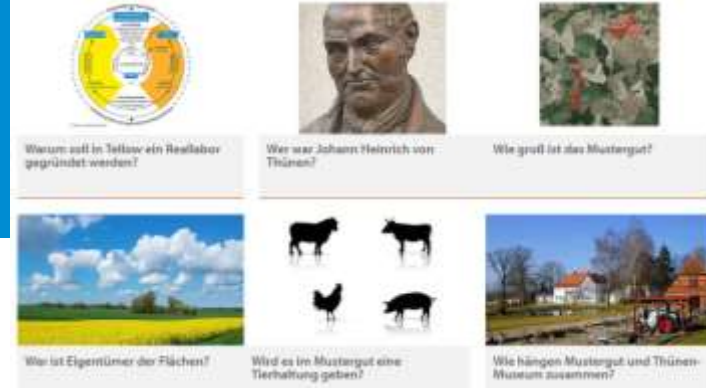 Warum soll in Tellow ein Reallabor
gegründet werden?
Wer war Johann Heinrich von
Thünen?
Wie groß ist das Mustergut?
Wer ist Eigentümer der Flächen?
Wird es im Mustergut eine
Tierhaltung geben?
Wie hängen Mustergut und Thünen-
Museum zusammen?